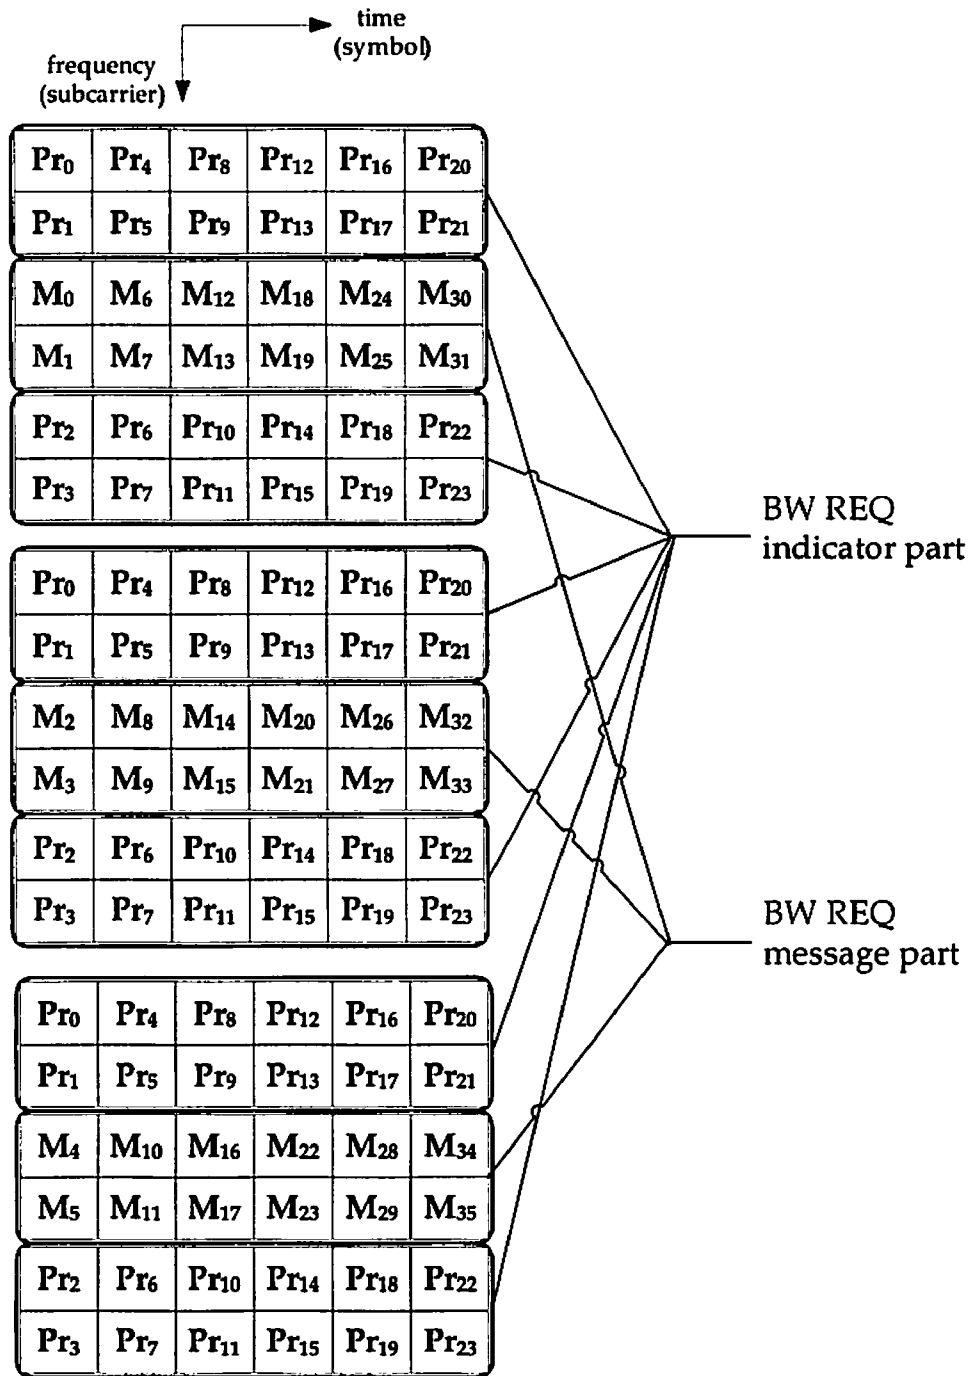 time
(symbol)
frequency
(subcarrier)
Pr0 Pr4 Pr8 Pr12 Pr16 Pr20
Pr1 Pr5 Pr9 Pr13 Pr17 Pr21
M0 M6 M12 M18 M24 M30
M1 M7 M13 M19 M25 M31
Pr2 Pr6 Pr10 Pr14 Pr18 Pr22
Pr3 Pr7 Pr11 Pr15 Pr19 Pr23
BW REQ
indicator part
Pr0 Pr4 Pr8 Pr12 Pr16 Pr20
Pr1 Pr5 Pr9 Pr13 Pr17 Pr21
M2 M8 M14 M20 M26 M32
M3 M9 M15 M21 M27 M33
Pr2 Pr6 Pr10 Pr14 Pr18 Pr22
Pr3 Pr7 Pr11 Pr15 Pr19 Pr23
BW REQ
message part
Pr0 Pr4 Pr8 Pr12 Pr16 Pr20
Pr1 Pr5 Pr9 Pr13 Pr17 Pr21
M4 M10 M16 M22 M28 M34
M5 M11 M17 M23 M29 M35
Pr2 Pr6 Pr10 Pr14 Pr18 Pr22
Pr3 Pr7 Pr11 Pr15 Pr19 Pr23